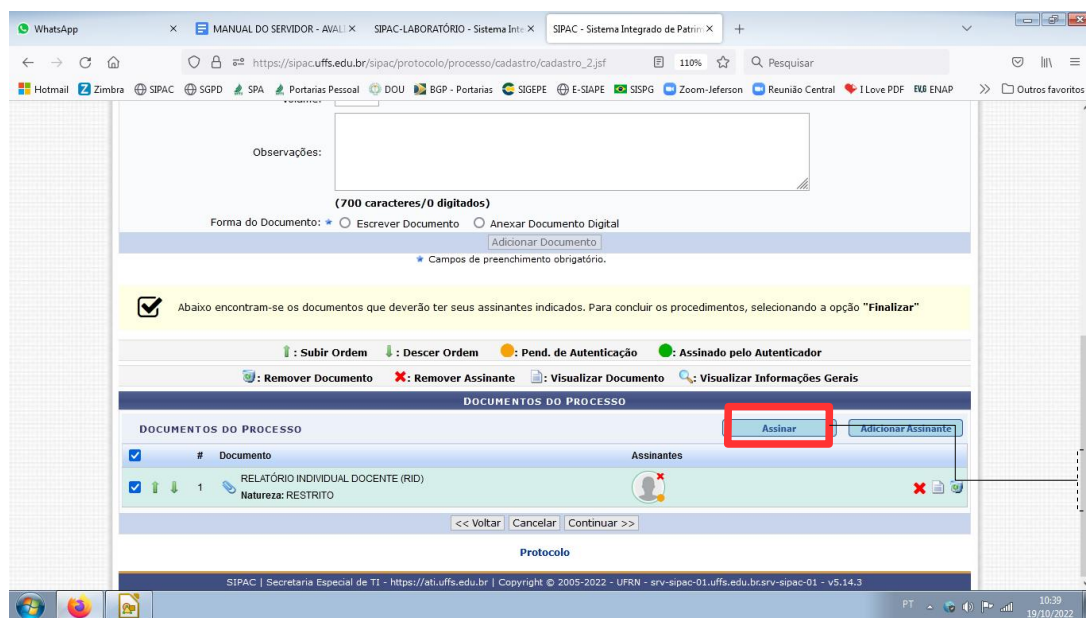 WhatsApp
MANUAL DO SERVIDOR - AVALI
SIPAC-LABORATÓRIO - Sistema Inte
SIPAC - Sistema Integrado de Patrim
https://sipac.uffs.edu.br/sipac/protocolo/processo/cadastro/cadastro_2.jsf
110%
Pesquisar
Hotmail Zimbra SIPAC SGPD SPA Portarias Pessoal DOU BGP - Portarias SIGEPE E-SIAPE SISPG Zoom-Jeferson Reunião Central I Love PDF ENAP Outros favoritos
Volume:
Observações:
(700 caracteres/0 digitados)
Forma do Documento: Escrever Documento Anexar Documento Digital
Adicionar Documento
Campos de preenchimento obrigatório.
Abaixo encontram-se os documentos que deverão ter seus assinantes indicados. Para concluir os procedimentos, selecionando a opção "Finalizar"
: Subir Ordem : Descer Ordem : Pend. de Autenticação : Assinado pelo Autenticador
: Remover Documento : Remover Assinante : Visualizar Documento : Visualizar Informações Gerais
DOCUMENTOS DO PROCESSO
DOCUMENTOS DO PROCESSO Assinar Adicionar Assinante
# Documento Assinantes
1 RELATÓRIO INDIVIDUAL DOCENTE (RID)
Natureza: RESTRITO
<< Voltar Cancelar Continuar >>
Protocolo
SIPAC | Secretaria Especial de TI - https://ati.uffs.edu.br | Copyright © 2005-2022 - UFRN - srv-sipac-01.uffs.edu.br.srv-sipac-01 - v5.14.3
PT
10:39
19/10/2022